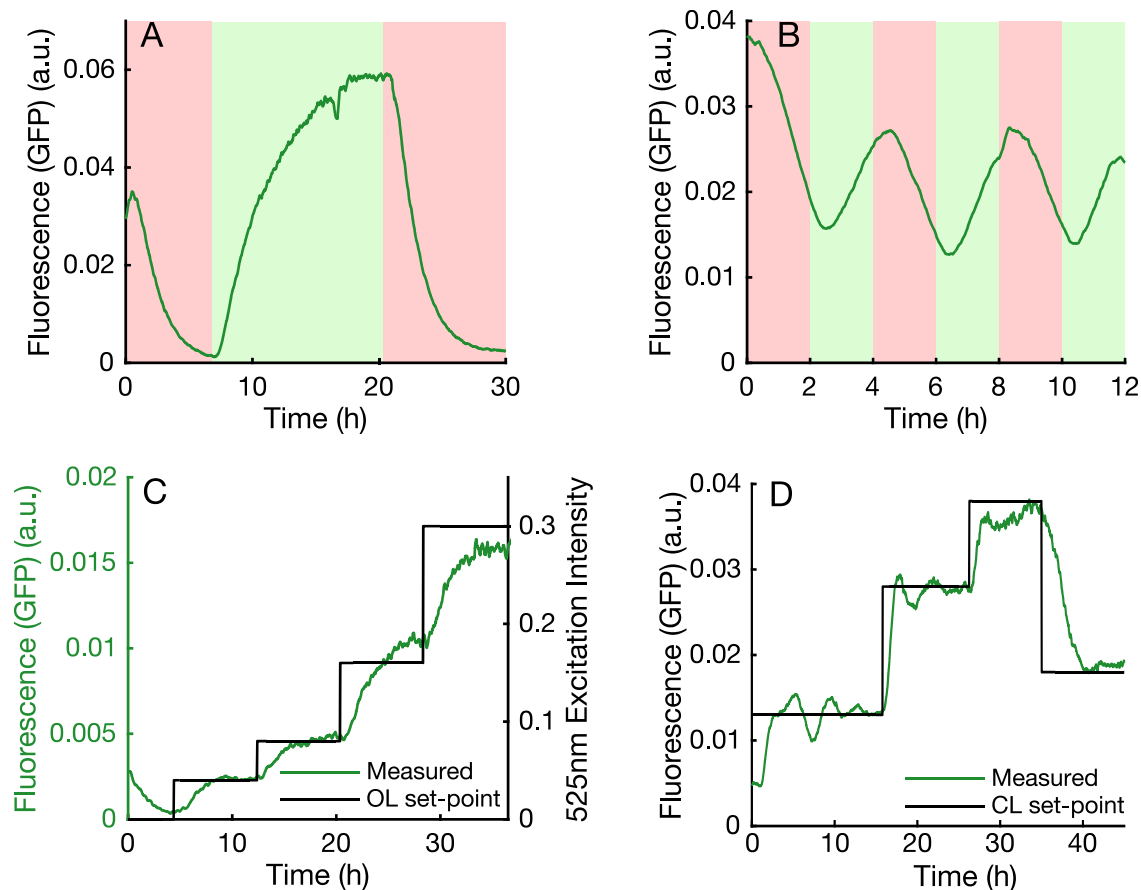 A
Fluorescence (GFP) (a.u.)
0.06
0.04
0.02
0
0 10 20 30
Time (h)
B
Fluorescence (GFP) (a.u.)
0.04
0.03
0.02
0.01
0
0 2 4 6 8 10 12
Time (h)
C
Fluorescence (GFP) (a.u.)
0.02
0.015
0.01
0.005
0
0.3
0.2
0.1
0
525nm Excitation Intensity
Measured
OL set-point
0 10 20 30
Time (h)
D
Fluorescence (GFP) (a.u.)
0.04
0.03
0.02
0.01
0
Measured
CL set-point
0 10 20 30 40
Time (h)